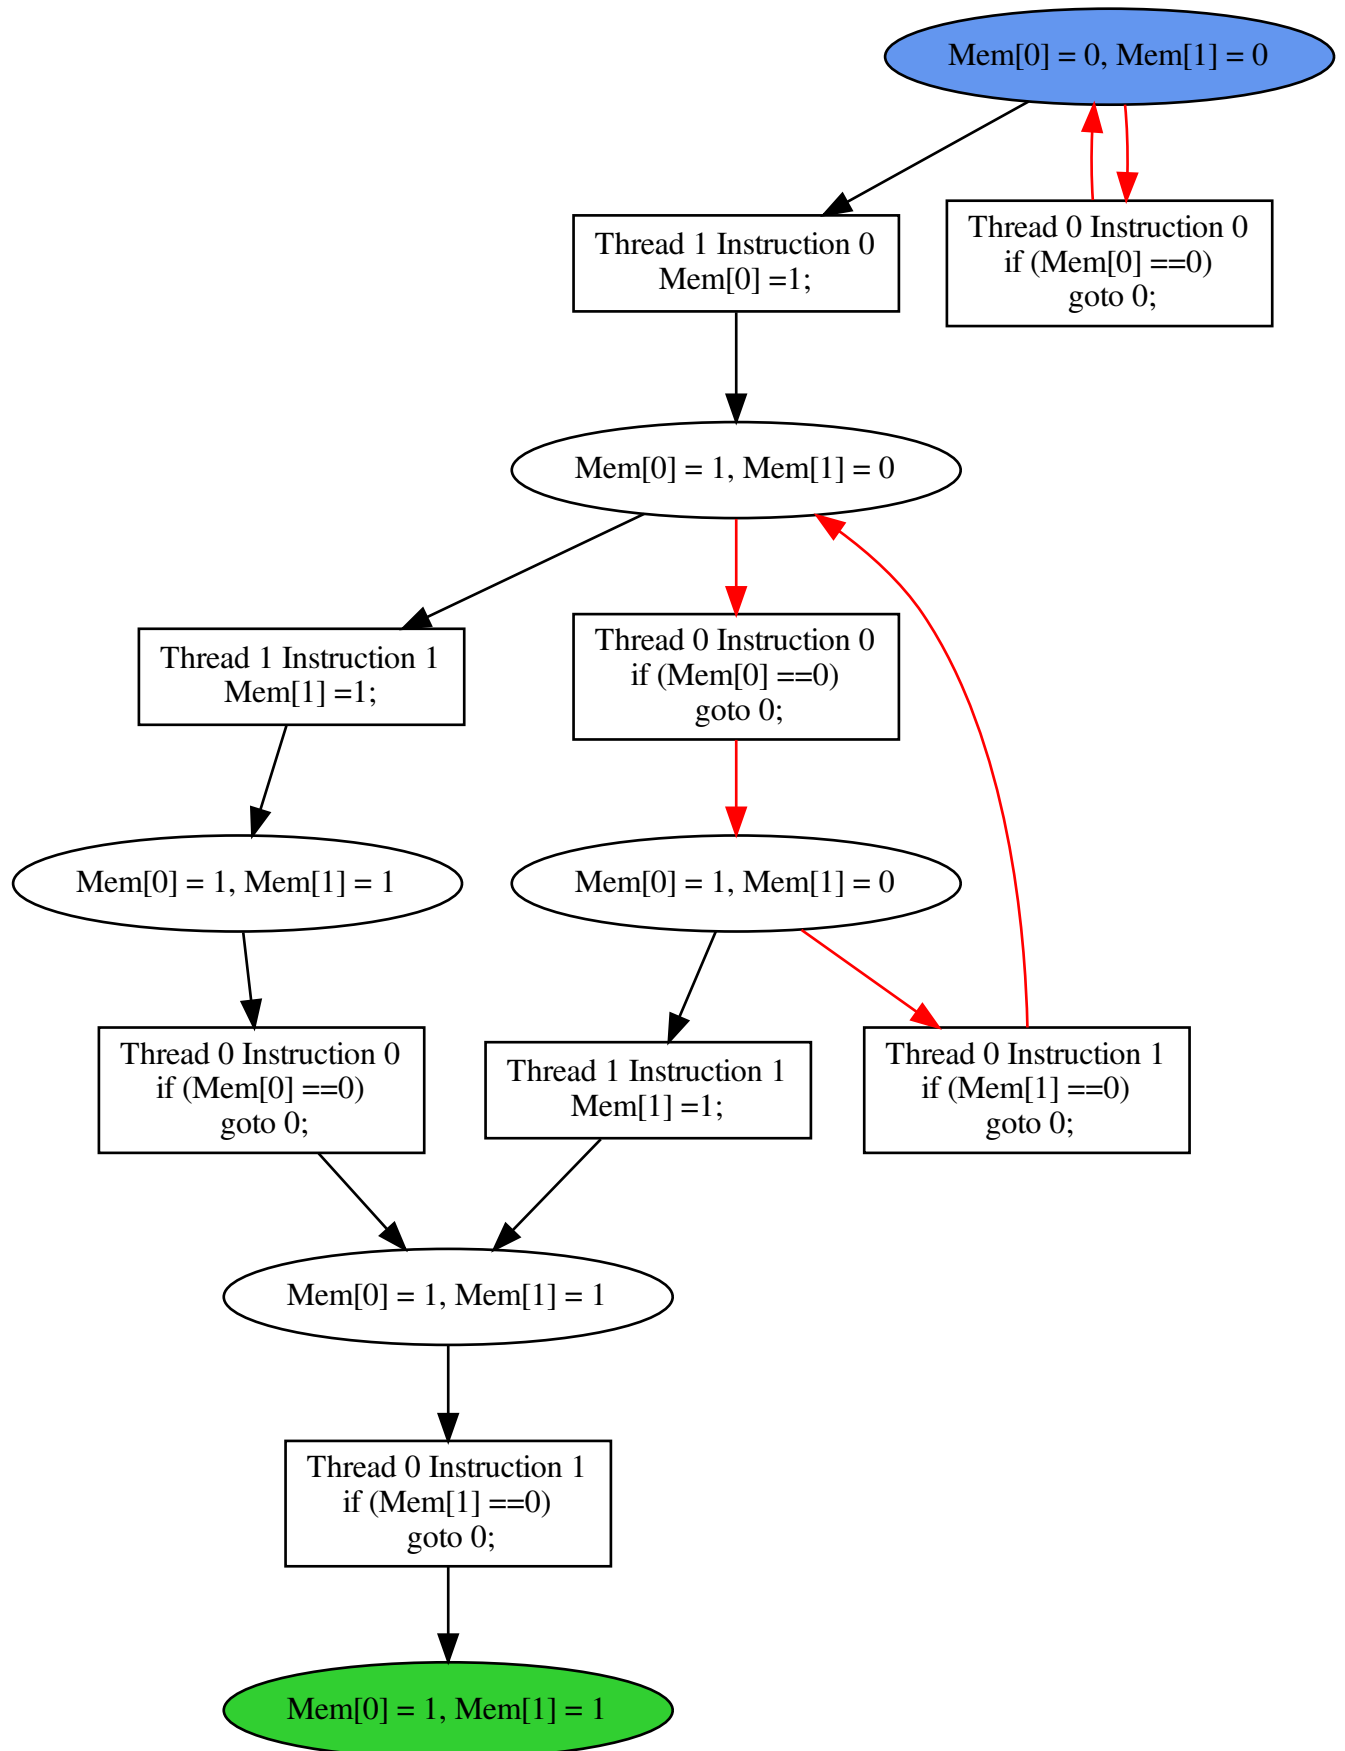 Mem[0] = 0, Mem[1] = 0
Thread 1 Instruction 0
Mem[0] =1;
Thread 0 Instruction 0
if (Mem[0] ==0)
goto 0;
Mem[0] = 1, Mem[1] = 0
Thread 1 Instruction 1
Mem[1] =1;
Thread 0 Instruction 0
if (Mem[0] ==0)
goto 0;
Mem[0] = 1, Mem[1] = 1
Mem[0] = 1, Mem[1] = 0
Thread 0 Instruction 0
if (Mem[0] ==0)
goto 0;
Thread 1 Instruction 1
Mem[1] =1;
Thread 0 Instruction 1
if (Mem[1] ==0)
goto 0;
Mem[0] = 1, Mem[1] = 1
Thread 0 Instruction 1
if (Mem[1] ==0)
goto 0;
Mem[0] = 1, Mem[1] = 1